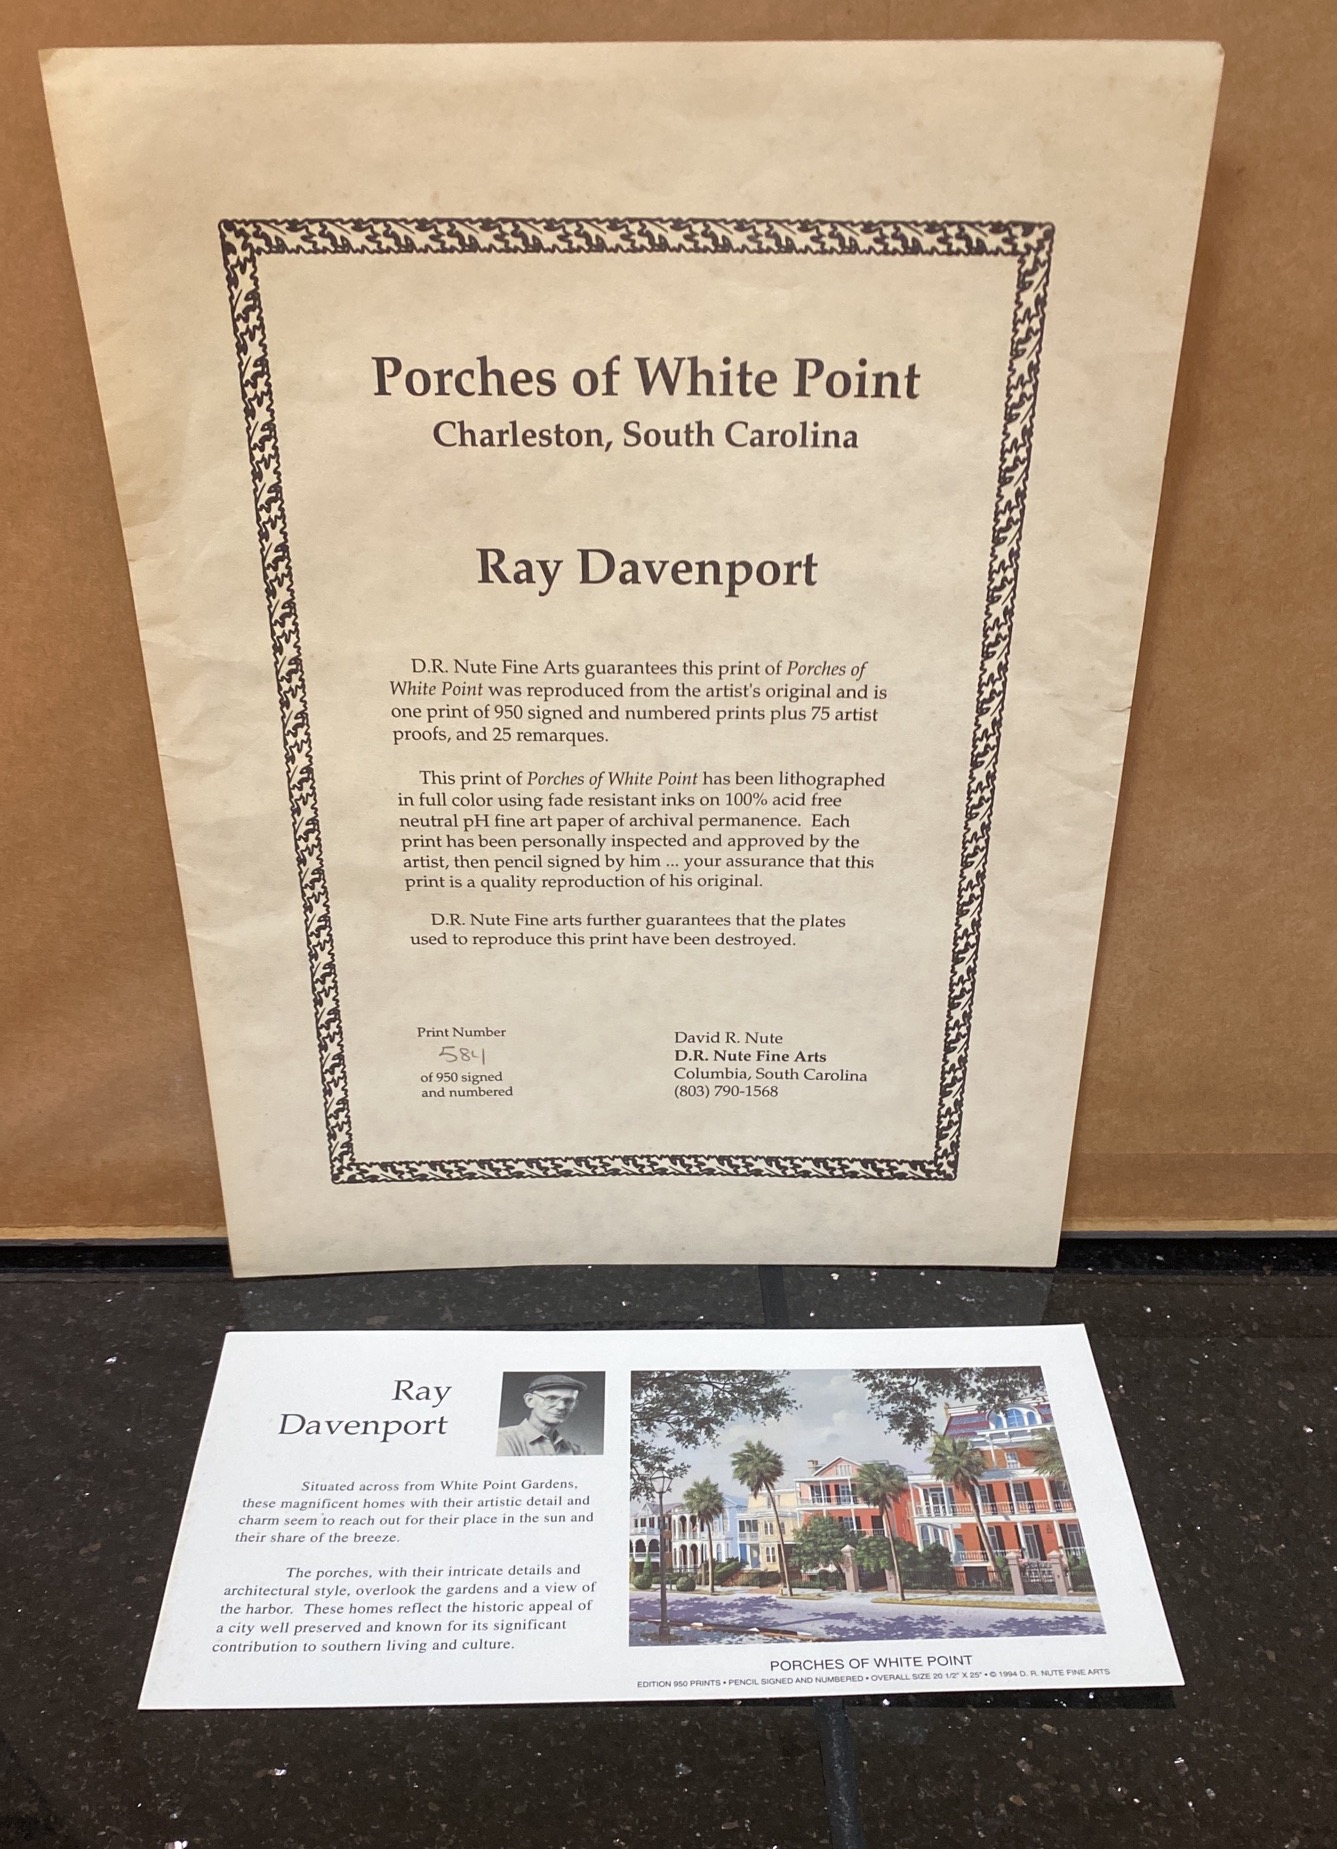 Porches of White Point
Charleston, South Carolina
Ray Davenport
D.R. Nute Fine Arts guarantees this print of Porches of
White Point was reproduced from the artist's original and is
one print of 950 signed and numbered prints plus 75 artist
proofs, and 25 remarques.
This print of Porches of White Point has been lithographed
in full color using fade resistant inks on 100% acid free
neutral pH fine art paper of archival permanence. Each
print has been personally inspected and approved by the
artist, then pencil signed by him ... your assurance that this
print is a quality reproduction of his original.
D.R. Nute Fine arts further guarantees that the plates
used to reproduce this print have been destroyed.
Print Number
584
of 950 signed
and numbered
David R. Nute
D.R. Nute Fine Arts
Columbia, South Carolina
(803) 790-1568
Ray
Davenport
Situated across from White Point Gardens,
these magnificent homes with their artistic detail and
charm seem to reach out for their place in the sun and
their share of the breeze.
The porches, with their intricate details and
architectural style, overlook the gardens and a view of
the harbor. These homes reflect the historic appeal of
a city well preserved and known for its significant
contribution to southern living and culture.
PORCHES OF WHITE POINT
EDITION 950 PRINTS • PENCIL SIGNED AND NUMBERED • OVERALL SIZE 20 1/2" X 25" • © 1994 D. R. NUTE FINE ARTS